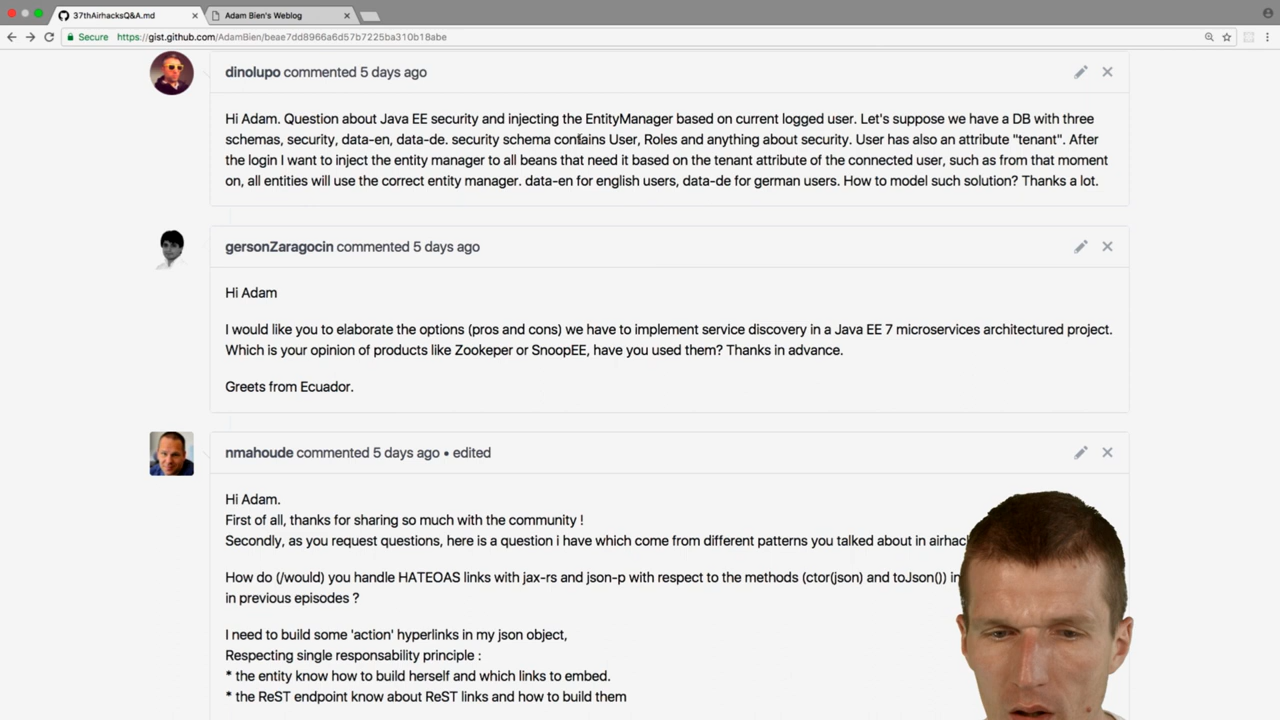 37thAirhacksQ&A.md
Adam Bien's Weblog
Secure
https://gist.github.com/AdamBien/beae7dd8966a6d57b7225ba310b18abe
dinolupo commented 5 days ago
Hi Adam. Question about Java EE security and injecting the EntityManager based on current logged user. Let's suppose we have a DB with three
schemas, security, data-en, data-de. security schema contains User, Roles and anything about security. User has also an attribute "tenant". After
the login I want to inject the entity manager to all beans that need it based on the tenant attribute of the connected user, such as from that moment
on, all entities will use the correct entity manager. data-en for english users, data-de for german users. How to model such solution? Thanks a lot.
gersonZaragocin commented 5 days ago
Hi Adam
I would like you to elaborate the options (pros and cons) we have to implement service discovery in a Java EE 7 microservices architectured project.
Which is your opinion of products like Zookeper or SnoopEE, have you used them? Thanks in advance.
Greets from Ecuador.
nmahoude commented 5 days ago • edited
Hi Adam.
First of all, thanks for sharing so much with the community !
Secondly, as you request questions, here is a question i have which come from different patterns you talked about in airhac
How do (/would) you handle HATEOAS links with jax-rs and json-p with respect to the methods (ctor(json) and toJson()) in
in previous episodes ?
I need to build some 'action' hyperlinks in my json object,
Respecting single responsability principle :
* the entity know how to build herself and which links to embed.
* the ReST endpoint know about ReST links and how to build them